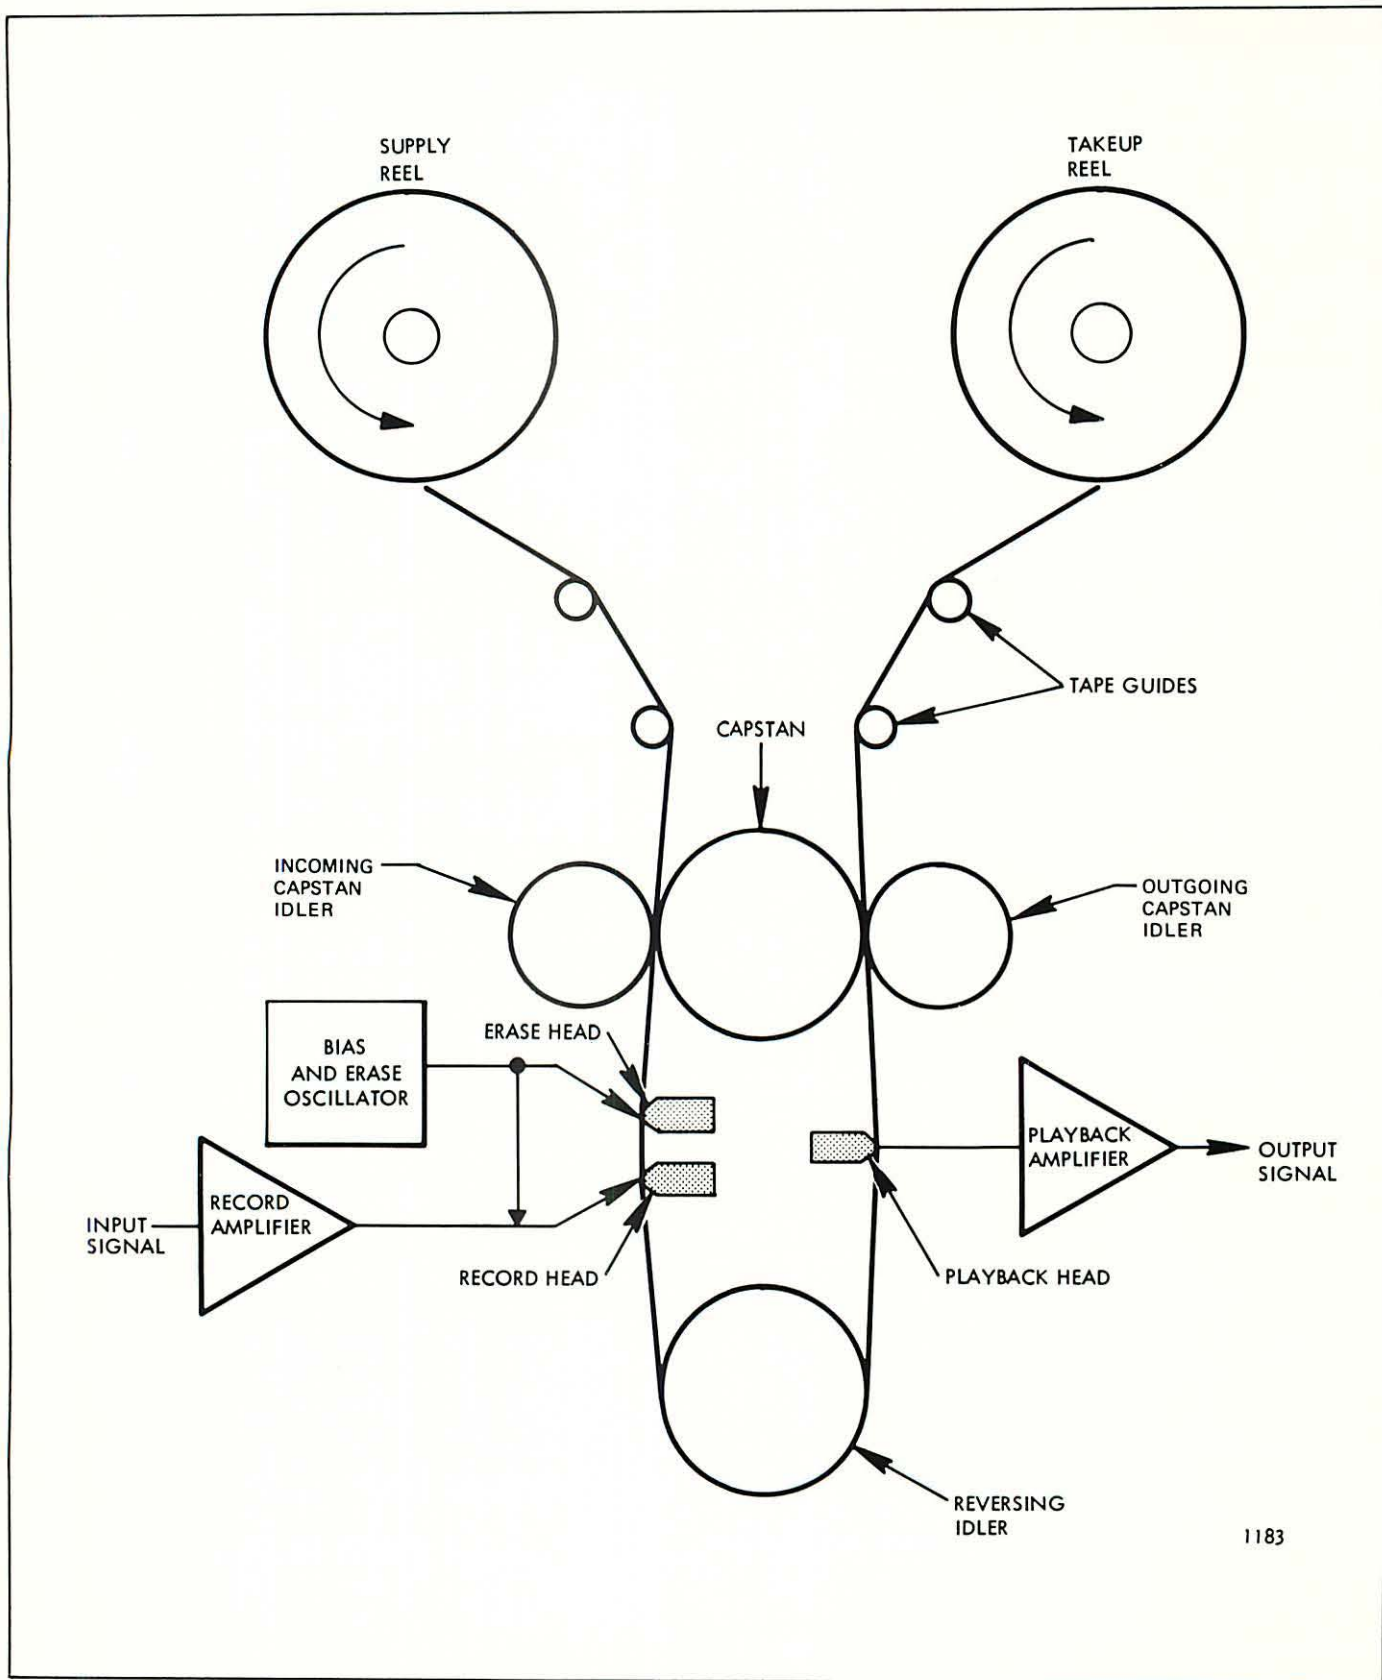 SUPPLY
REEL
TAKEUP
REEL
TAPE GUIDES
CAPSTAN
INCOMING
CAPSTAN
IDLER
OUTGOING
CAPSTAN
IDLER
ERASE HEAD
BIAS
AND ERASE
OSCILLATOR
PLAYBACK
AMPLIFIER
OUTPUT
SIGNAL
RECORD
AMPLIFIER
INPUT
SIGNAL
RECORD HEAD
PLAYBACK HEAD
REVERSING
IDLER
1183